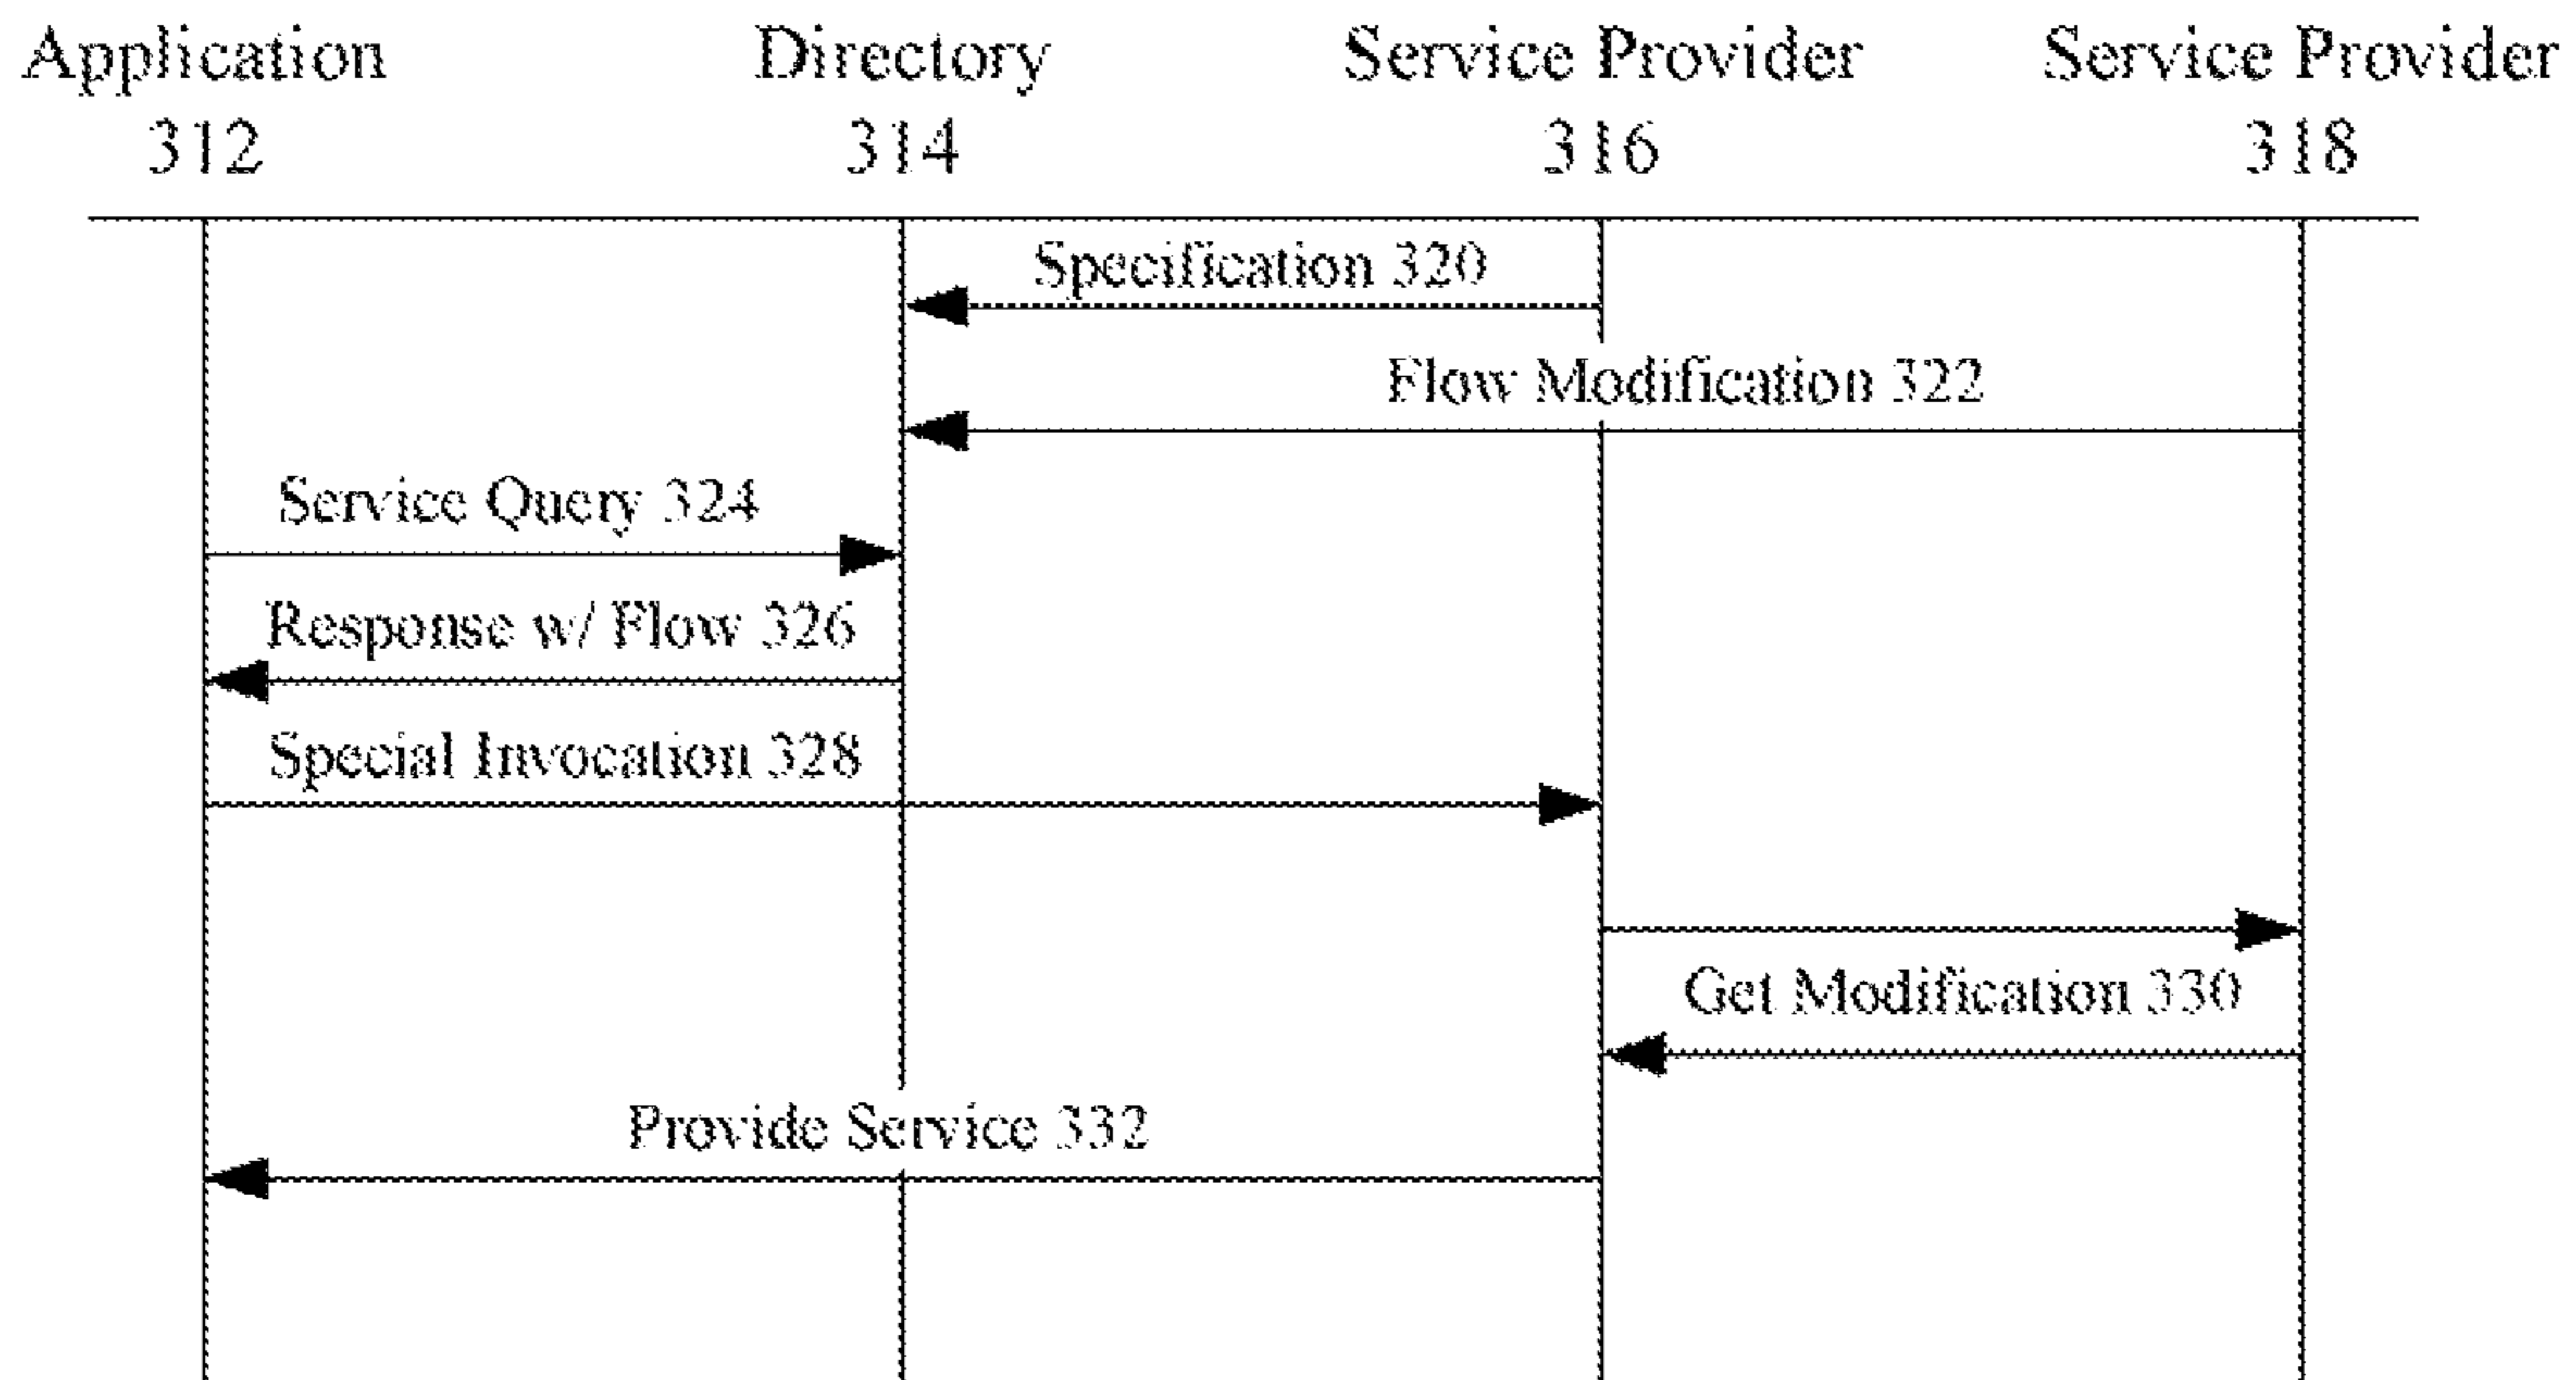 Application Directory Service Provider Service Provider
312 314 316 318
Specification 320
Flow Modification 322
Service Query 324
Response w/ Flow 326
Special Invocation 328
Get Modification 330
Provide Service 332